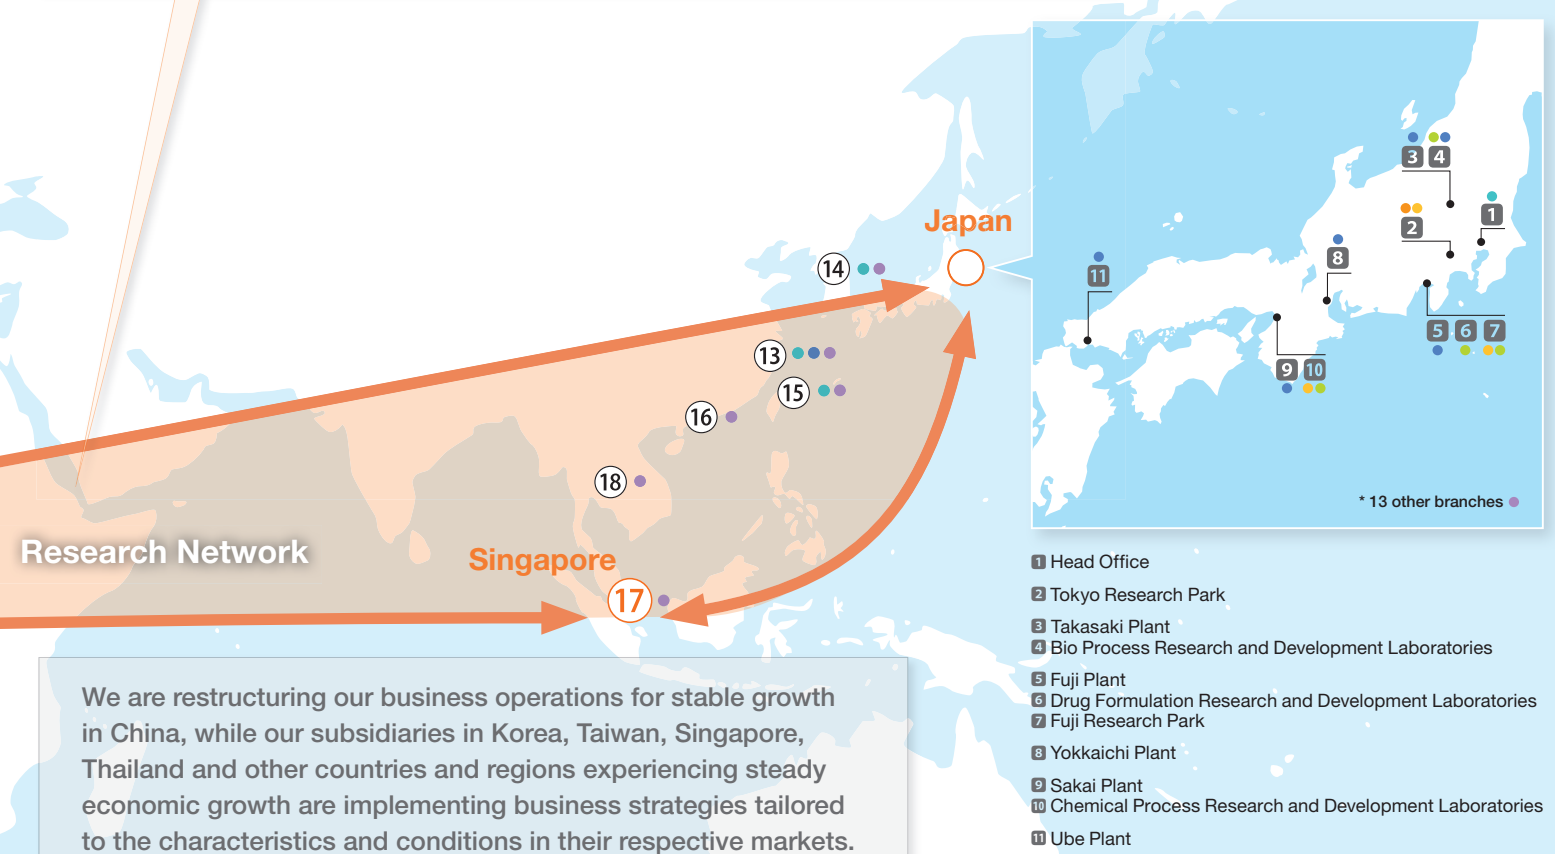 Japan
14
13
15
16
18
Research Network
Singapore
17
We are restructuring our business operations for stable growth
in China, while our subsidiaries in Korea, Taiwan, Singapore,
Thailand and other countries and regions experiencing steady
economic growth are implementing business strategies tailored
to the characteristics and conditions in their respective markets.
3 4
1
2
8
11
5 6 7
9 10
* 13 other branches
1 Head Office
2 Tokyo Research Park
3 Takasaki Plant
4 Bio Process Research and Development Laboratories
5 Fuji Plant
6 Drug Formulation Research and Development Laboratories
7 Fuji Research Park
8 Yokkaichi Plant
9 Sakai Plant
10 Chemical Process Research and Development Laboratories
11 Ube Plant